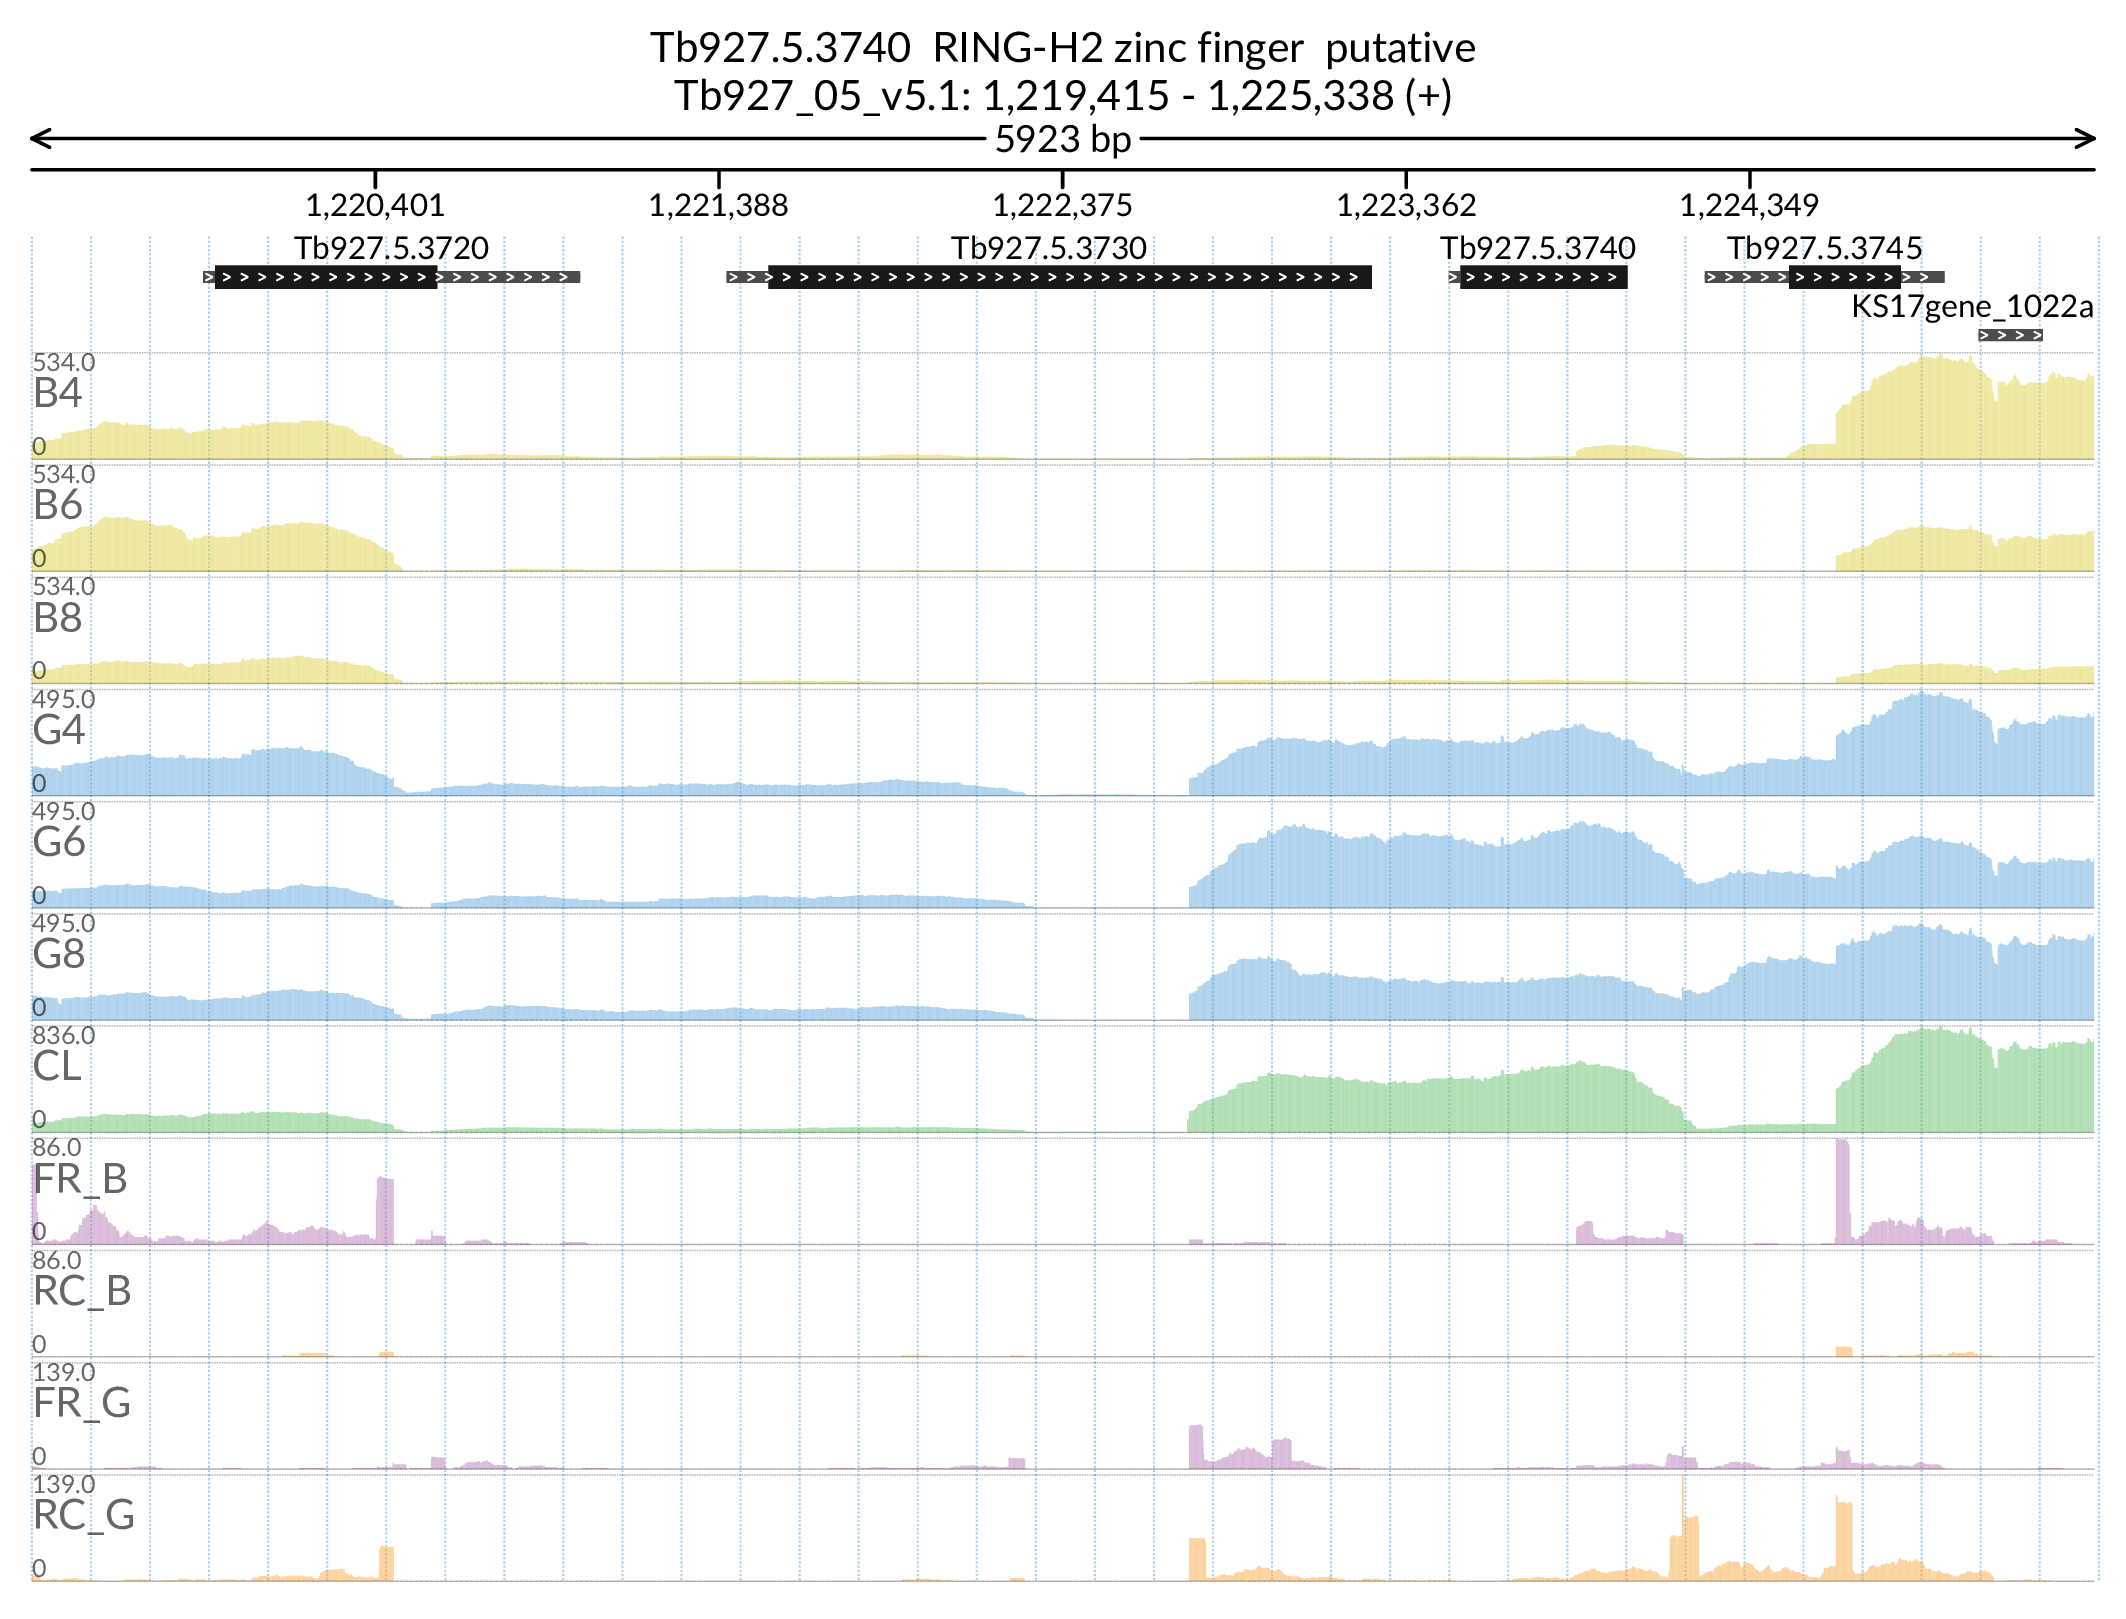 Tb927.5.3740  RING-H2 zinc finger  putative
Tb927_05_v5.1: 1,219,415 - 1,225,338 (+)
5923 bp
1,220,401 1,221,388 1,222,375 1,223,362 1,224,349
Tb927.5.3720 Tb927.5.3730 Tb927.5.3740 Tb927.5.3745
KS17gene_1022a
534.0
B4
0
534.0
B6
0
534.0
B8
0
495.0
G4
0
495.0
G6
0
495.0
G8
0
836.0
CL
0
86.0
FR_B
0
86.0
RC_B
0
139.0
FR_G
0
139.0
RC_G
0